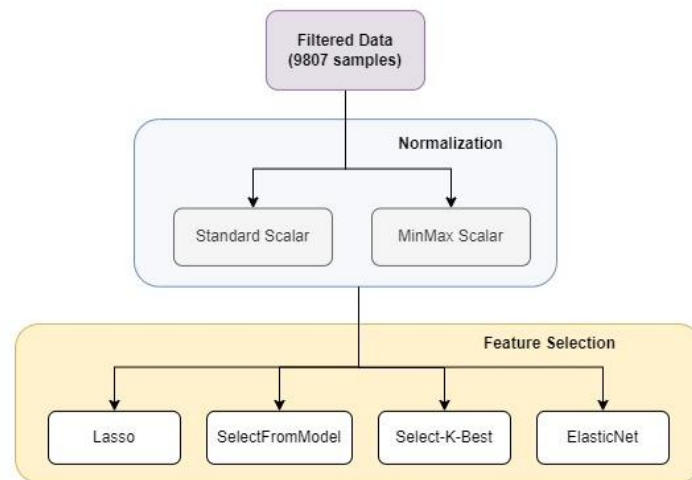 Filtered Data
(9807 samples)
Normalization
Standard Scalar
MinMax Scalar
Feature Selection
Lasso
SelectFromModel
Select-K-Best
ElasticNet